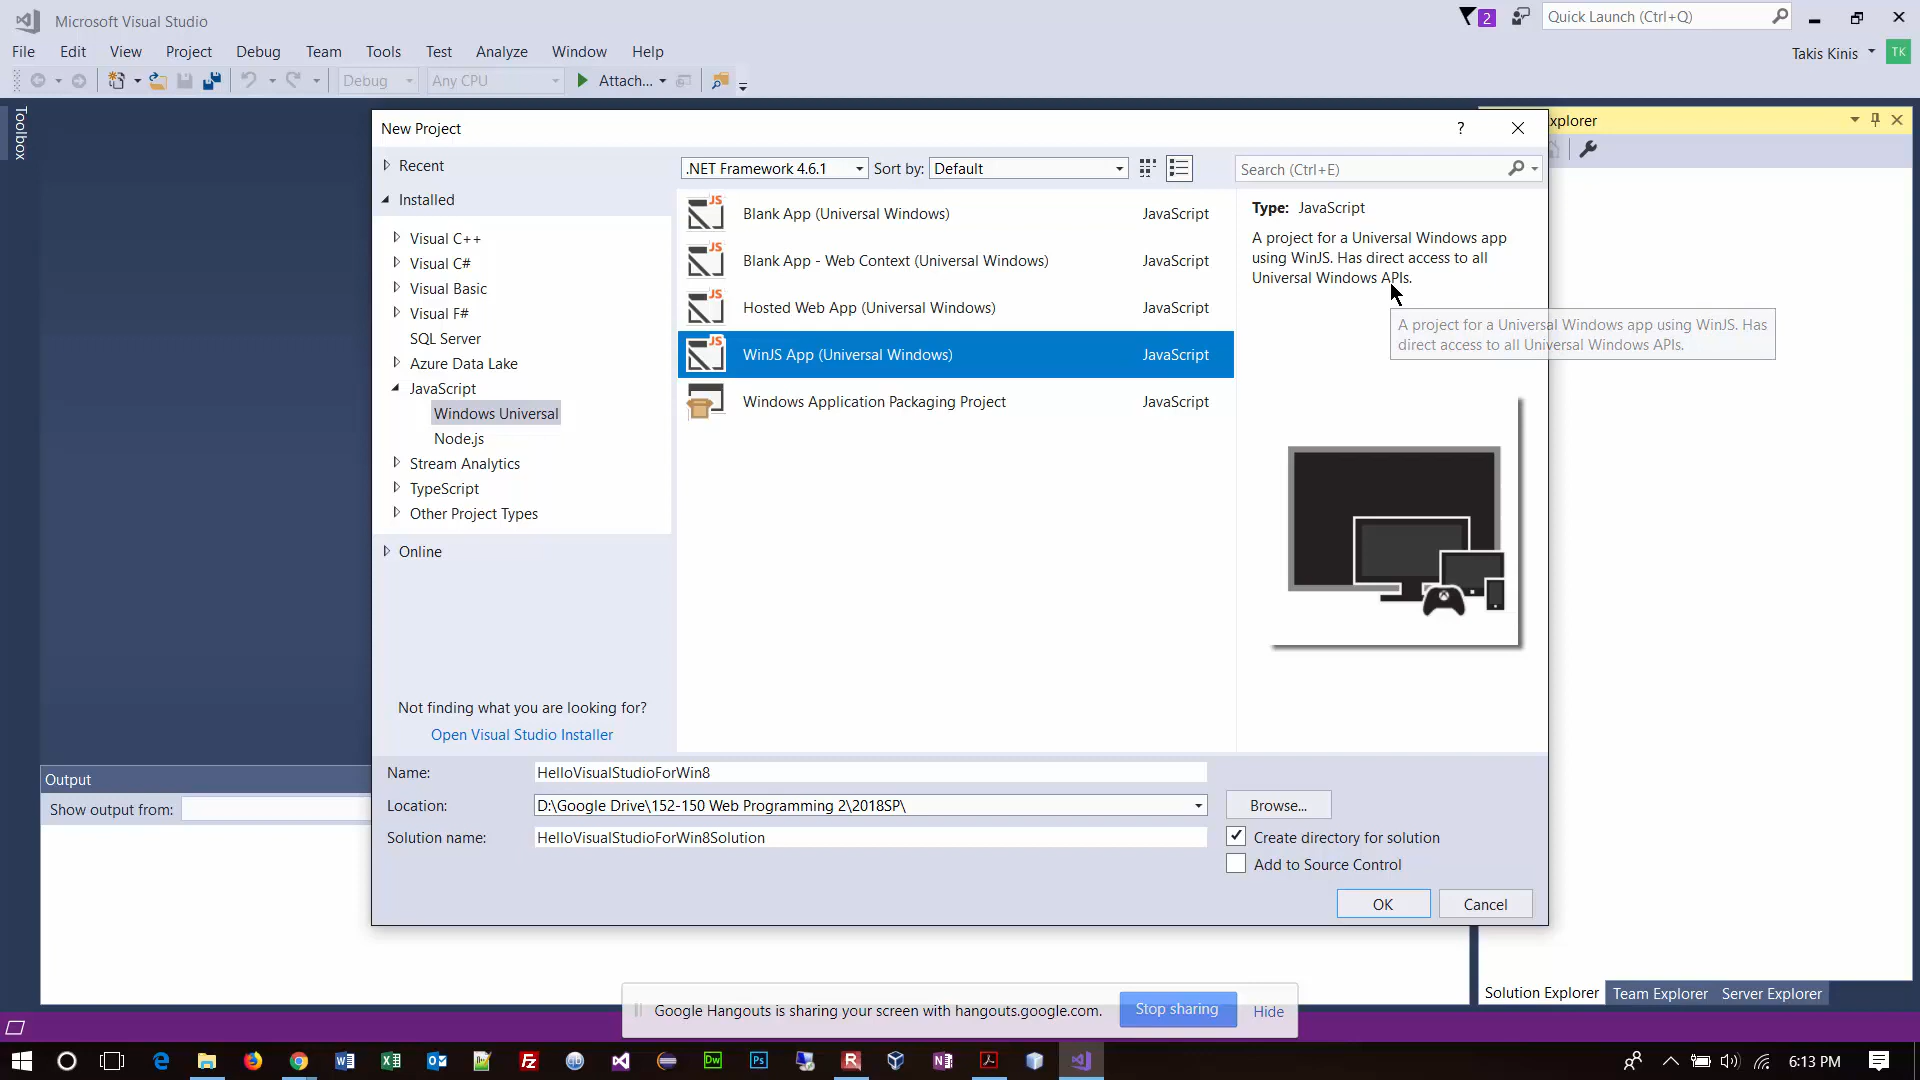 Microsoft Visual Studio
2
Quick Launch (Ctrl+Q)
File Edit View Project Debug Team Tools Test Analyze Window Help
Takis Kinis TK
Debug Any CPU Attach...
Toolbox
New Project ?
xplorer
Recent
.NET Framework 4.6.1 Sort by: Default
Search (Ctrl+E)
Installed
Visual C++
Visual C#
Visual Basic
Visual F#
SQL Server
Azure Data Lake
JavaScript
Windows Universal
Node.js
Stream Analytics
TypeScript
Other Project Types
Online
Not finding what you are looking for?
Open Visual Studio Installer
JS Blank App (Universal Windows) JavaScript
JS Blank App - Web Context (Universal Windows) JavaScript
JS Hosted Web App (Universal Windows) JavaScript
JS WinJS App (Universal Windows) JavaScript
Windows Application Packaging Project JavaScript
Type: JavaScript
A project for a Universal Windows app
using WinJS. Has direct access to all
Universal Windows APIs.
A project for a Universal Windows app using WinJS. Has
direct access to all Universal Windows APIs.
Name: HelloVisualStudioForWin8
Location: D:\Google Drive\152-150 Web Programming 2\2018SP\ Browse...
Solution name: HelloVisualStudioForWin8Solution
Create directory for solution
Add to Source Control
OK Cancel
Output
Show output from:
Solution Explorer Team Explorer Server Explorer
Google Hangouts is sharing your screen with hangouts.google.com. Stop sharing Hide
Dw Ps R
6:13 PM